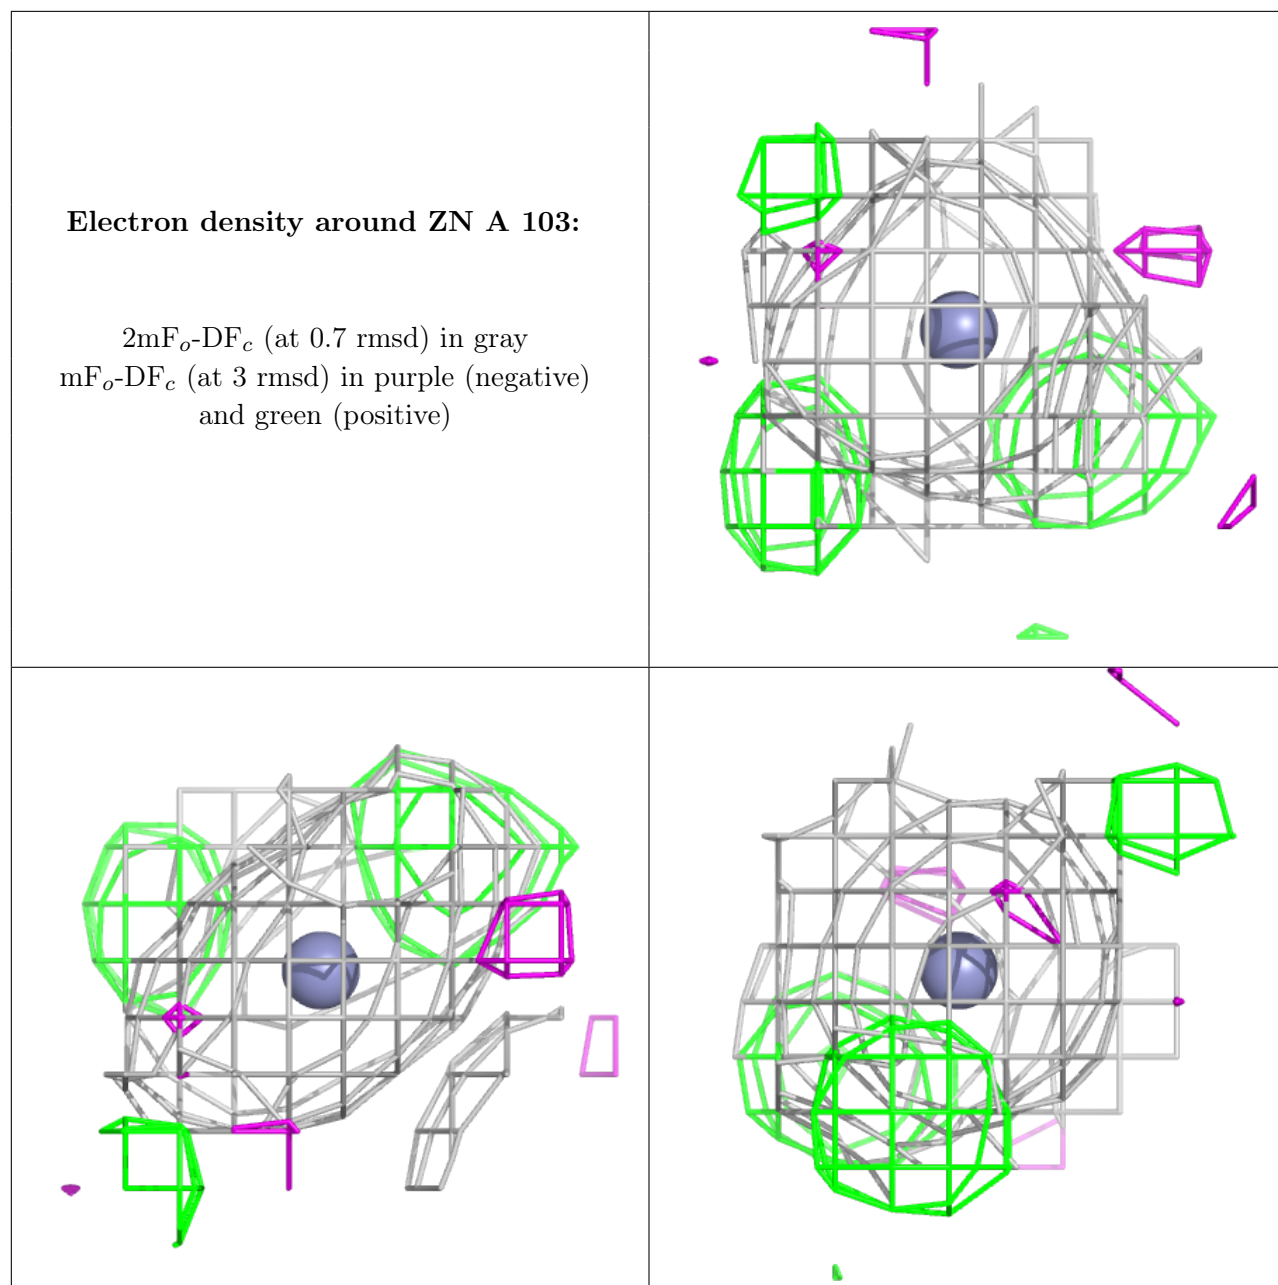 Electron density around ZN A 103:
2mFo-DFc (at 0.7 rmsd) in gray
mFo-DFc (at 3 rmsd) in purple (negative)
and green (positive)